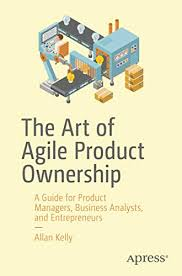 The Art of
Agile Product
Ownership
A Guide for Product
Managers, Business Analysts,
and Entrepreneurs
Allan Kelly
Apress®